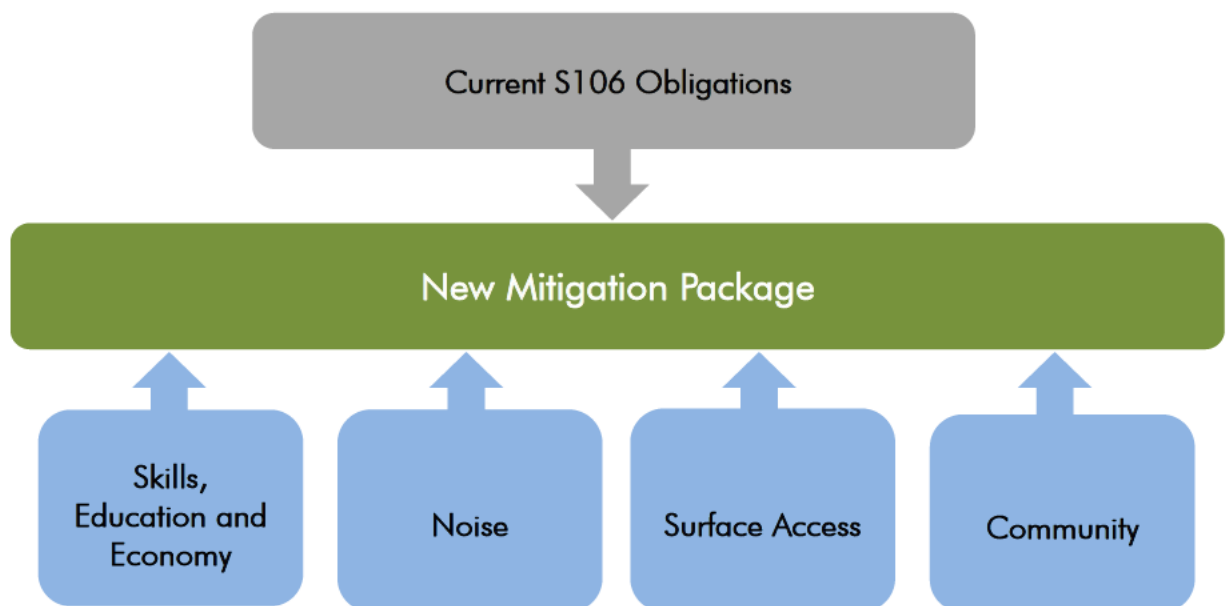 Current S106 Obligations
New Mitigation Package
Skills,
Education and
Economy
Noise
Surface Access
Community